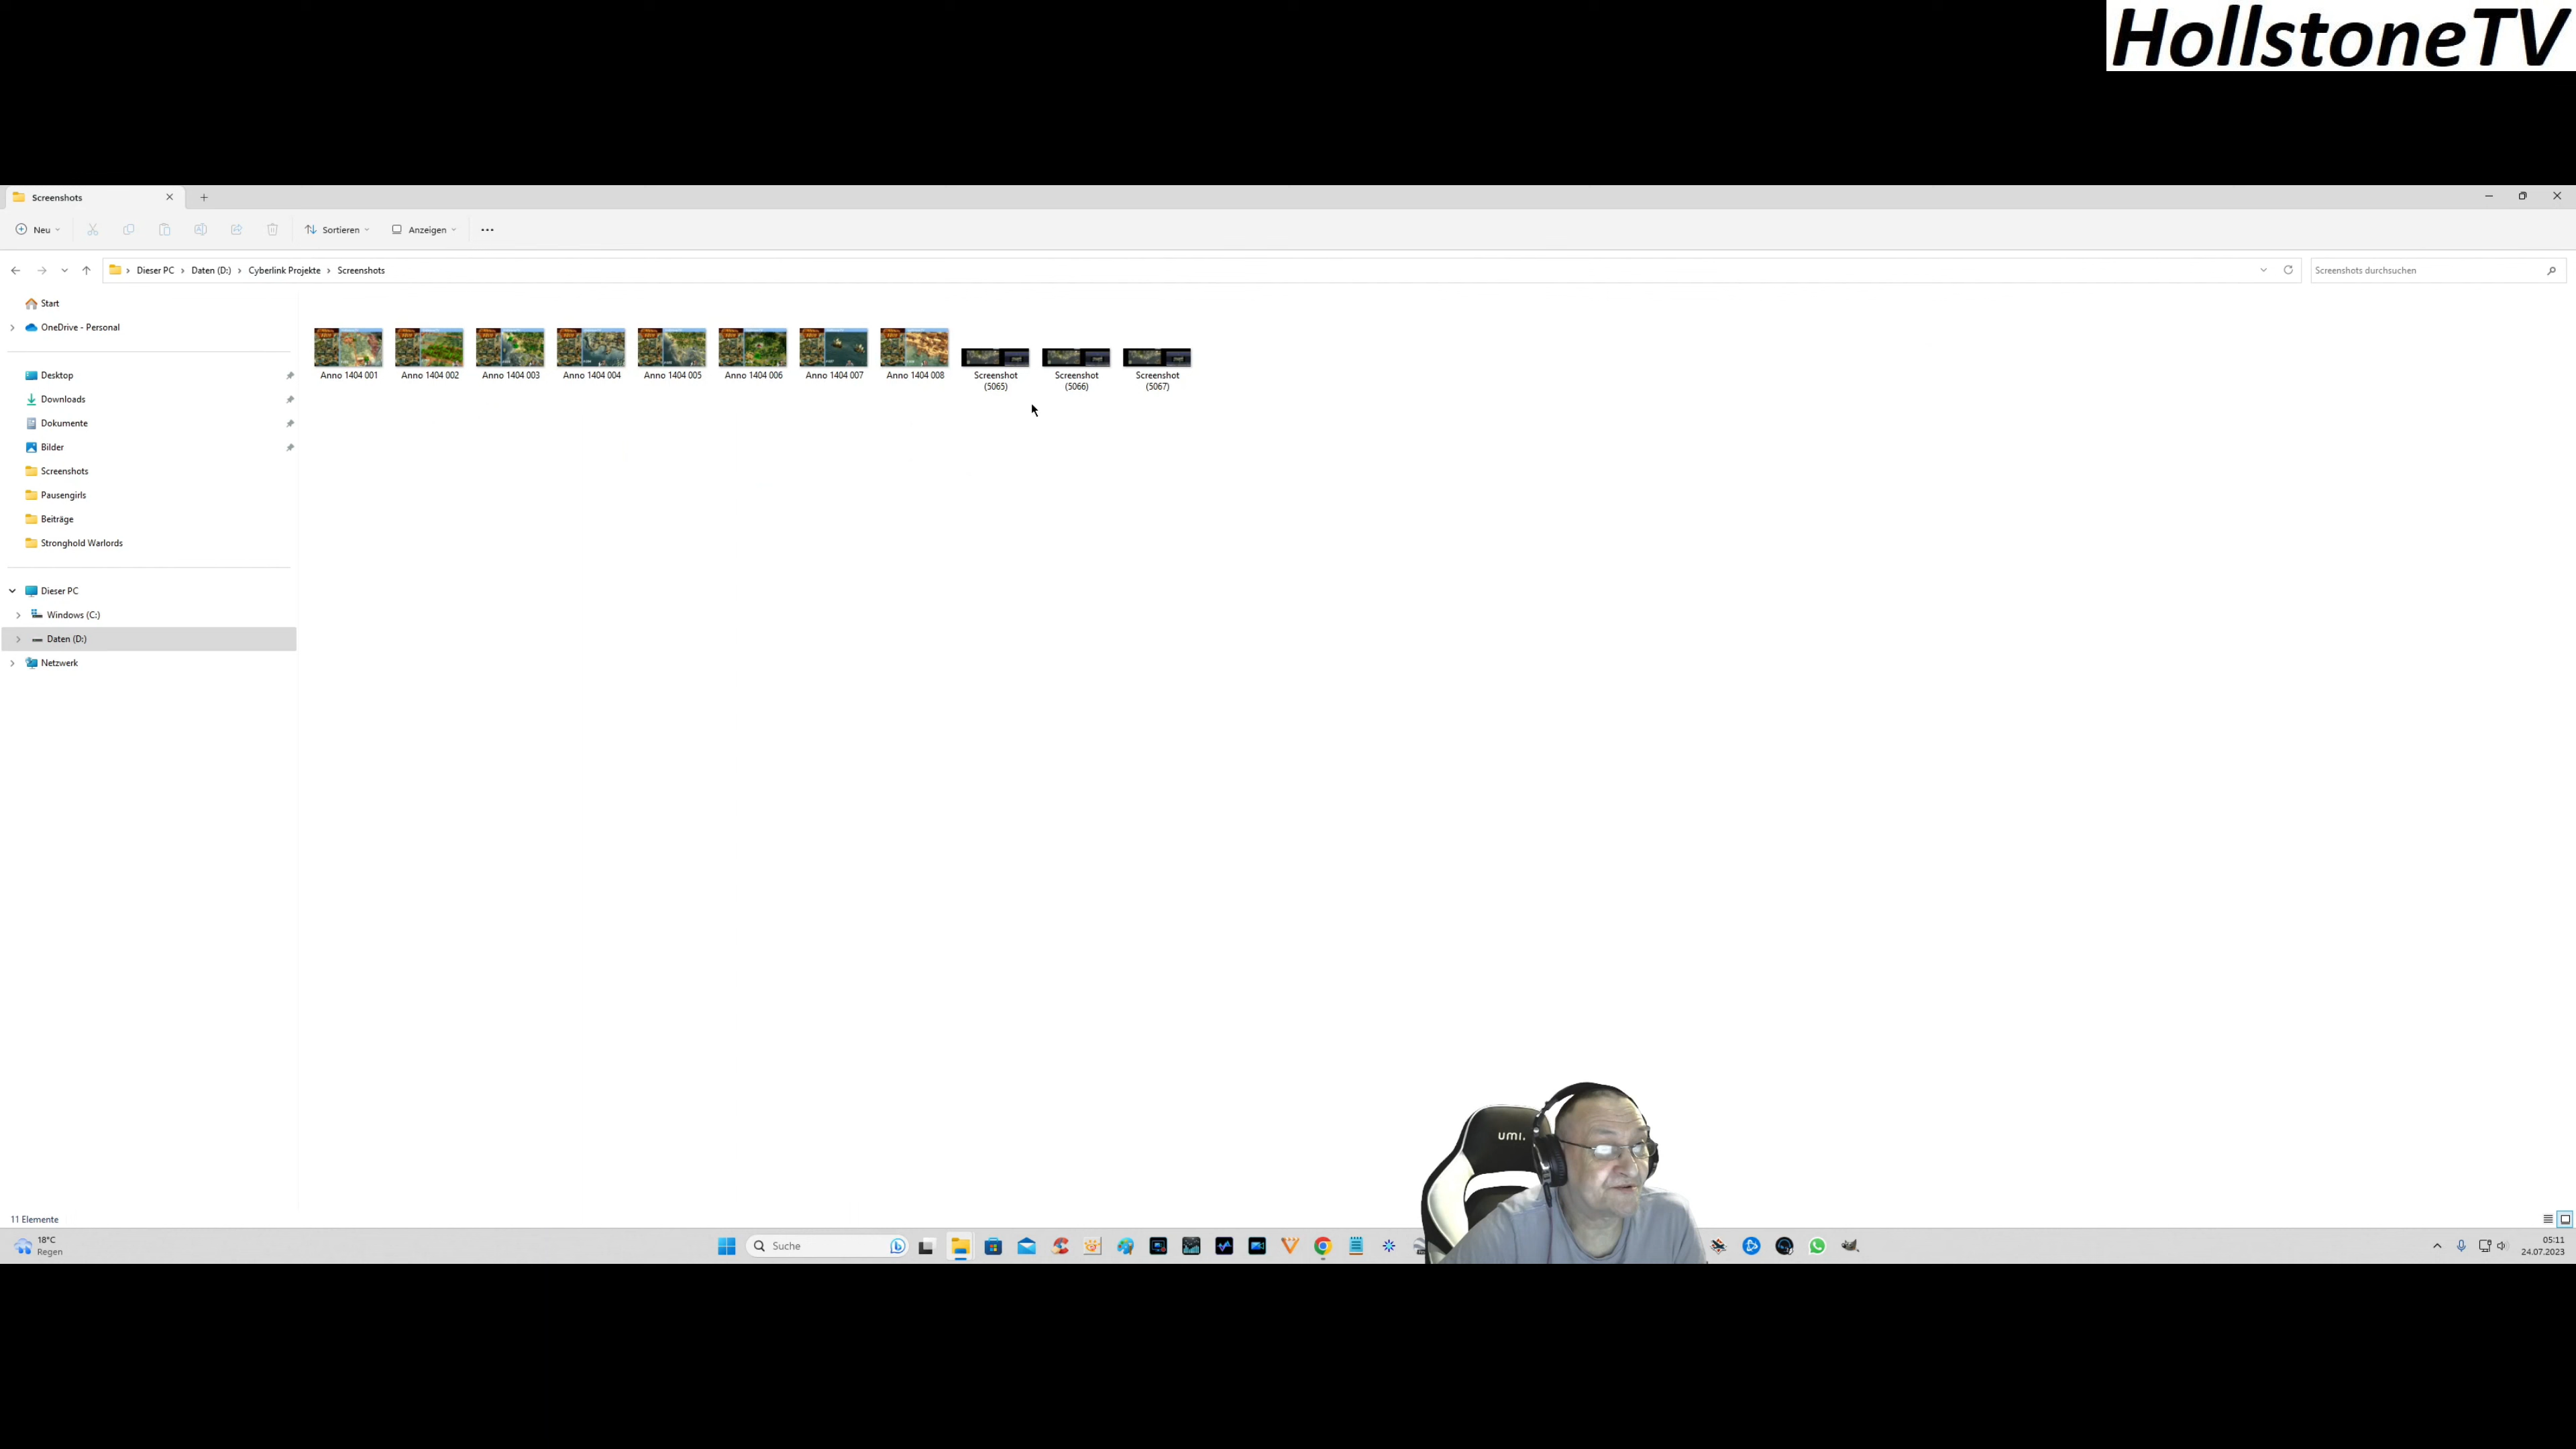 HollstoneTV
Screenshots
Neu
Sortieren
Anzeigen
Dieser PC
Daten (D:)
Cyberlink Projekte
Screenshots
Screenshots durchsuchen
Start
OneDrive - Personal
Desktop
Downloads
Dokumente
Bilder
Screenshots
Pausengirls
Beiträge
Stronghold Warlords
Dieser PC
Windows (C:)
Daten (D:)
Netzwerk
Anno 1404 001
Anno 1404 002
Anno 1404 003
Anno 1404 004
Anno 1404 005
Anno 1404 006
Anno 1404 007
Anno 1404 008
Screenshot
(5065)
Screenshot
(5066)
Screenshot
(5067)
umi.
11 Elemente
18°C
Regen
Suche
05:11
24.07.2023